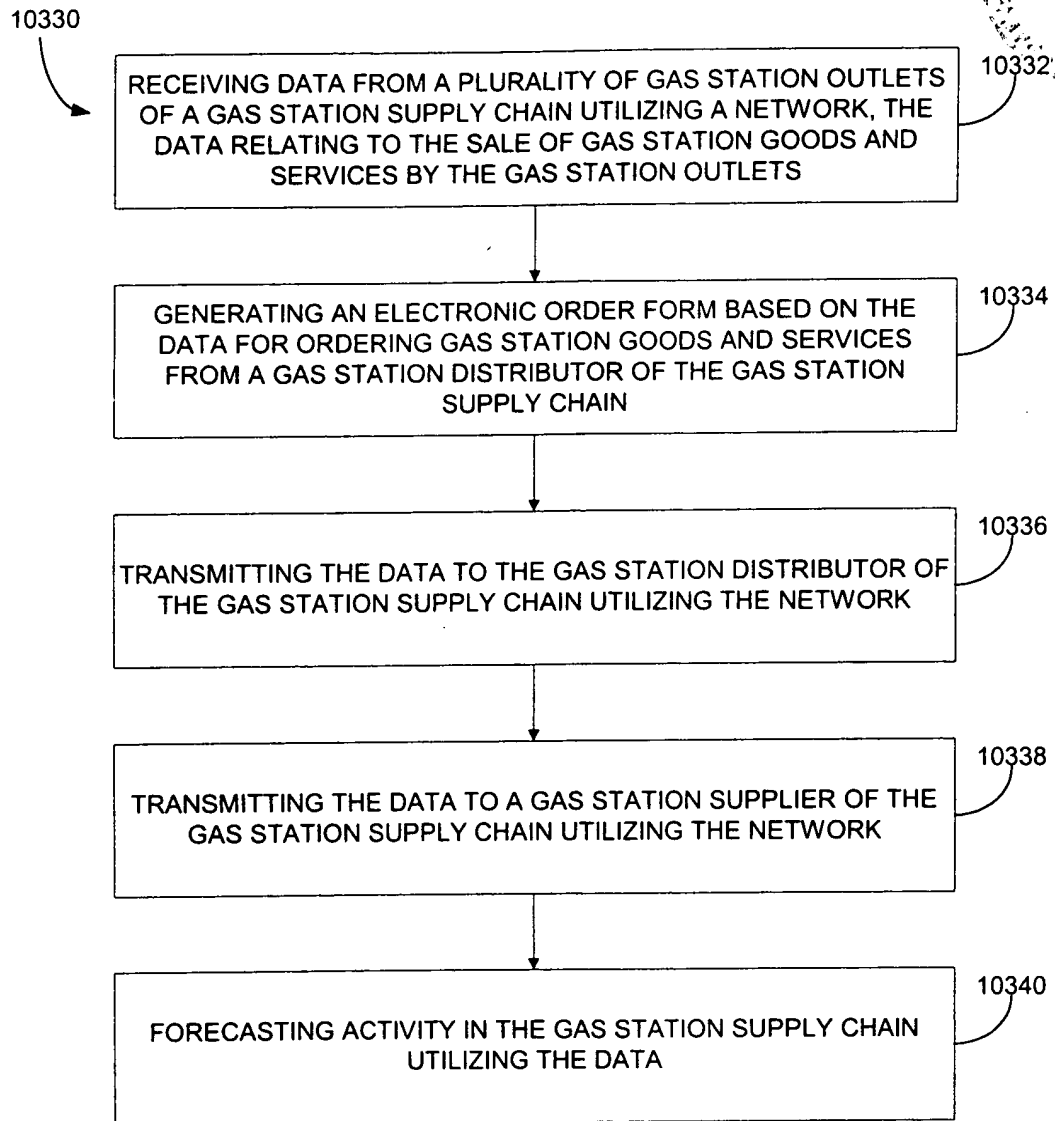 10330
RECEIVING DATA FROM A PLURALITY OF GAS STATION OUTLETS
OF A GAS STATION SUPPLY CHAIN UTILIZING A NETWORK, THE
DATA RELATING TO THE SALE OF GAS STATION GOODS AND
SERVICES BY THE GAS STATION OUTLETS
10332
GENERATING AN ELECTRONIC ORDER FORM BASED ON THE
DATA FOR ORDERING GAS STATION GOODS AND SERVICES
FROM A GAS STATION DISTRIBUTOR OF THE GAS STATION
SUPPLY CHAIN
10334
TRANSMITTING THE DATA TO THE GAS STATION DISTRIBUTOR OF
THE GAS STATION SUPPLY CHAIN UTILIZING THE NETWORK
10336
TRANSMITTING THE DATA TO A GAS STATION SUPPLIER OF THE
GAS STATION SUPPLY CHAIN UTILIZING THE NETWORK
10338
FORECASTING ACTIVITY IN THE GAS STATION SUPPLY CHAIN
UTILIZING THE DATA
10340